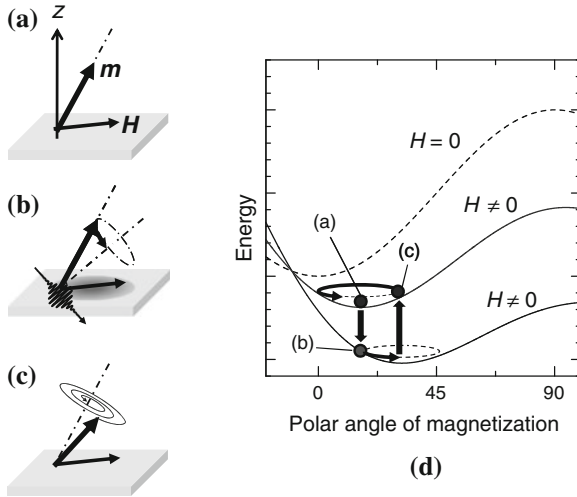 (a)
z
m
H
(b)
(c)
Energy
H = 0
H ≠ 0
(a)
(c)
H ≠ 0
(b)
0 45 90
Polar angle of magnetization
(d)